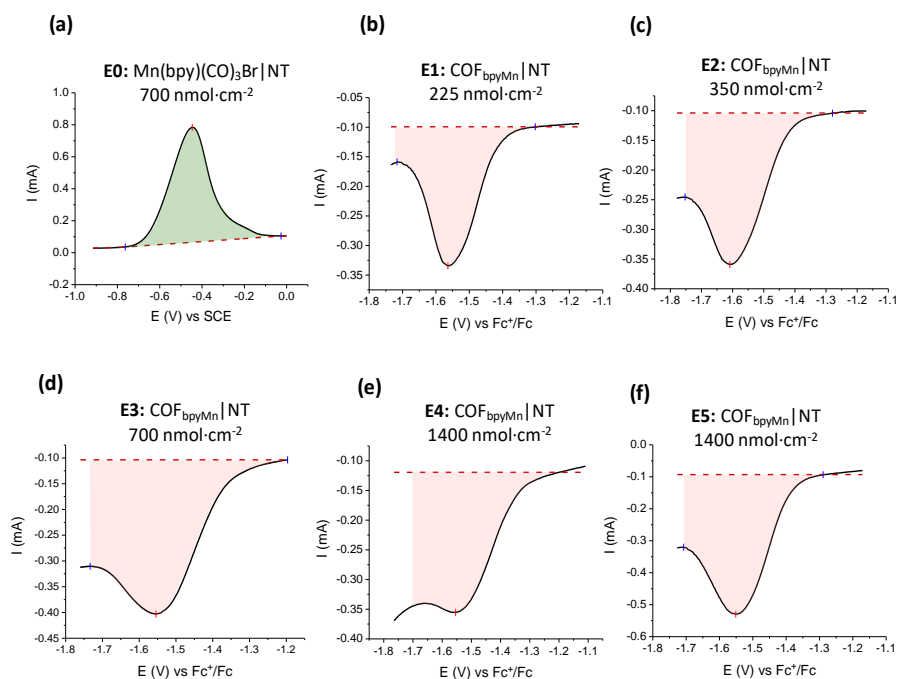 (a)
E0: Mn(bpy)(CO)₃Br|NT
700 nmol·cm⁻²
I (mA)
1.2
1.0
0.8
0.6
0.4
0.2
0.0
-0.2
-1.0 -0.8 -0.6 -0.4 -0.2 0.0
E (V) vs SCE
(b)
E1: COF_bpyMn|NT
225 nmol·cm⁻²
I (mA)
-0.05
-0.10
-0.15
-0.20
-0.25
-0.30
-0.35
-1.8 -1.7 -1.6 -1.5 -1.4 -1.3 -1.2 -1.1
E (V) vs Fc⁺/Fc
(c)
E2: COF_bpyMn|NT
350 nmol·cm⁻²
I (mA)
-0.10
-0.15
-0.20
-0.25
-0.30
-0.35
-0.40
-1.8 -1.7 -1.6 -1.5 -1.4 -1.3 -1.2 -1.1
E (V) vs Fc⁺/Fc
(d)
E3: COF_bpyMn|NT
700 nmol·cm⁻²
I (mA)
-0.10
-0.15
-0.20
-0.25
-0.30
-0.35
-0.40
-0.45
-1.8 -1.7 -1.6 -1.5 -1.4 -1.3 -1.2
E (V) vs Fc⁺/Fc
(e)
E4: COF_bpyMn|NT
1400 nmol·cm⁻²
I (mA)
-0.10
-0.15
-0.20
-0.25
-0.30
-0.35
-0.40
-1.8 -1.7 -1.6 -1.5 -1.4 -1.3 -1.2 -1.1
E (V) vs Fc⁺/Fc
(f)
E5: COF_bpyMn|NT
1400 nmol·cm⁻²
I (mA)
0.0
-0.1
-0.2
-0.3
-0.4
-0.5
-0.6
-1.8 -1.7 -1.6 -1.5 -1.4 -1.3 -1.2 -1.1
E (V) vs Fc⁺/Fc